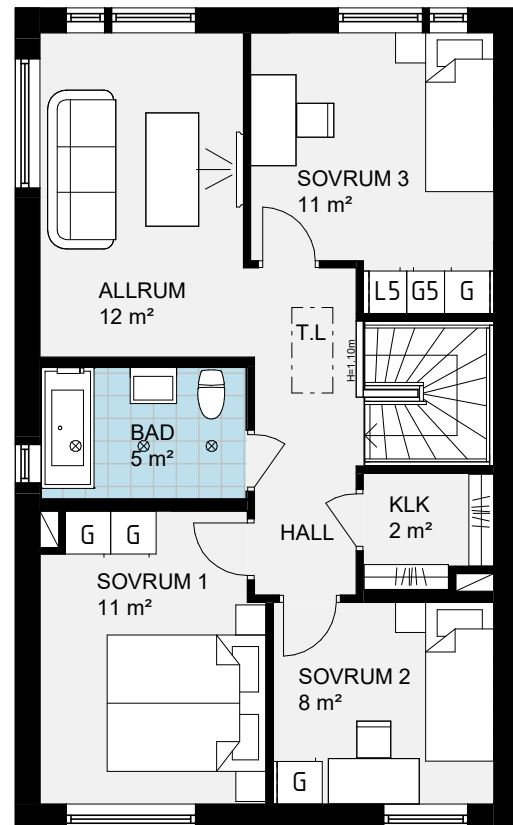 SOVRUM 3
11 m²
L5 G5 G
ALLRUM
12 m²
T.L
H=1,10m
BAD
5 m²
KLK
2 m²
HALL
G G
SOVRUM 1
11 m²
SOVRUM 2
8 m²
G